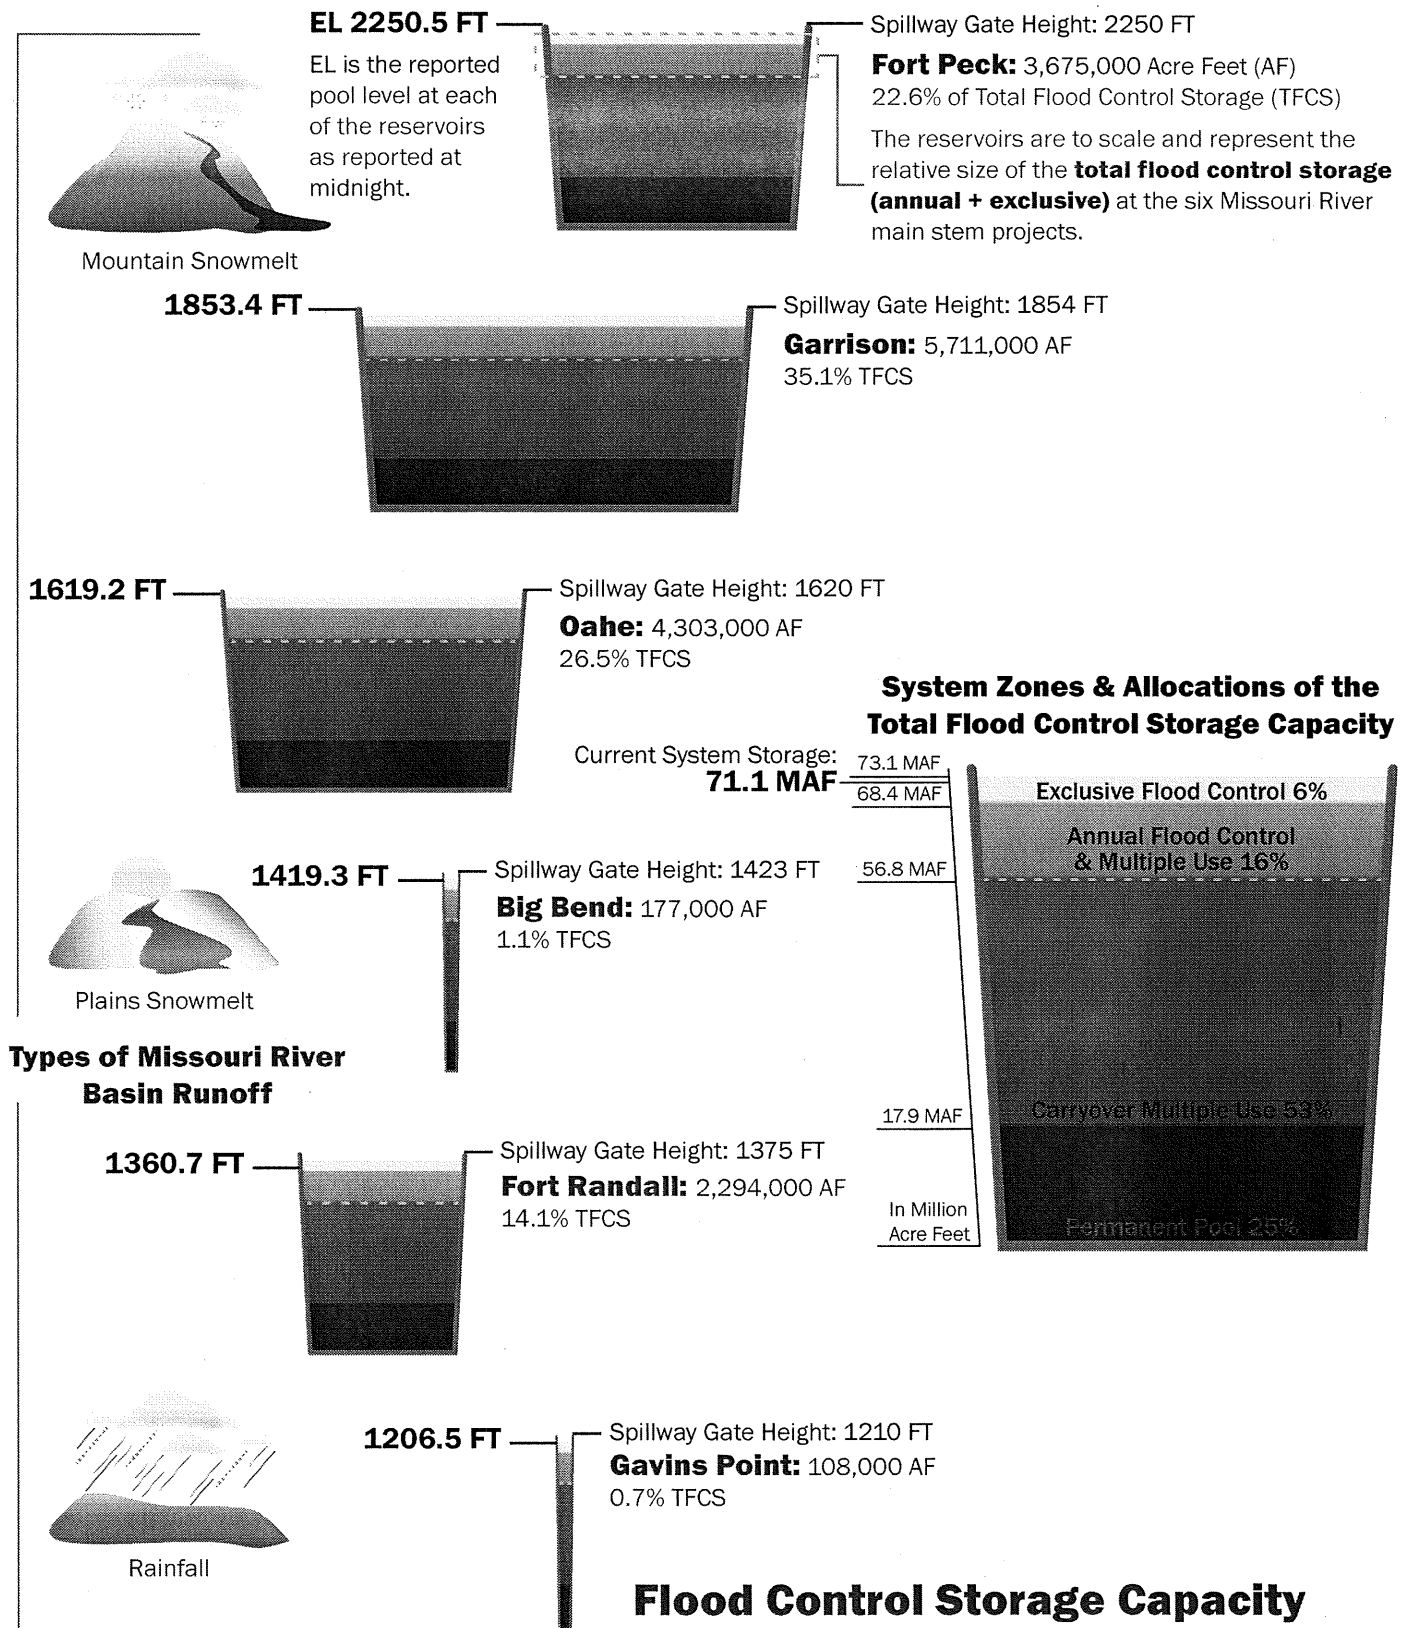 EL 2250.5 FT
EL is the reported
pool level at each
of the reservoirs
as reported at
midnight.
Spillway Gate Height: 2250 FT
Fort Peck: 3,675,000 Acre Feet (AF)
22.6% of Total Flood Control Storage (TFCS)
The reservoirs are to scale and represent the
relative size of the total flood control storage
(annual + exclusive) at the six Missouri River
main stem projects.
Mountain Snowmelt
1853.4 FT
Spillway Gate Height: 1854 FT
Garrison: 5,711,000 AF
35.1% TFCS
1619.2 FT
Spillway Gate Height: 1620 FT
Oahe: 4,303,000 AF
26.5% TFCS
System Zones & Allocations of the
Total Flood Control Storage Capacity
Current System Storage:
71.1 MAF
73.1 MAF
68.4 MAF
56.8 MAF
17.9 MAF
In Million
Acre Feet
Exclusive Flood Control 6%
Annual Flood Control
& Multiple Use 16%
Carryover Multiple Use 53%
Permanent Pool 25%
1419.3 FT
Spillway Gate Height: 1423 FT
Big Bend: 177,000 AF
1.1% TFCS
Plains Snowmelt
Types of Missouri River
Basin Runoff
1360.7 FT
Spillway Gate Height: 1375 FT
Fort Randall: 2,294,000 AF
14.1% TFCS
1206.5 FT
Spillway Gate Height: 1210 FT
Gavins Point: 108,000 AF
0.7% TFCS
Rainfall
Flood Control Storage Capacity